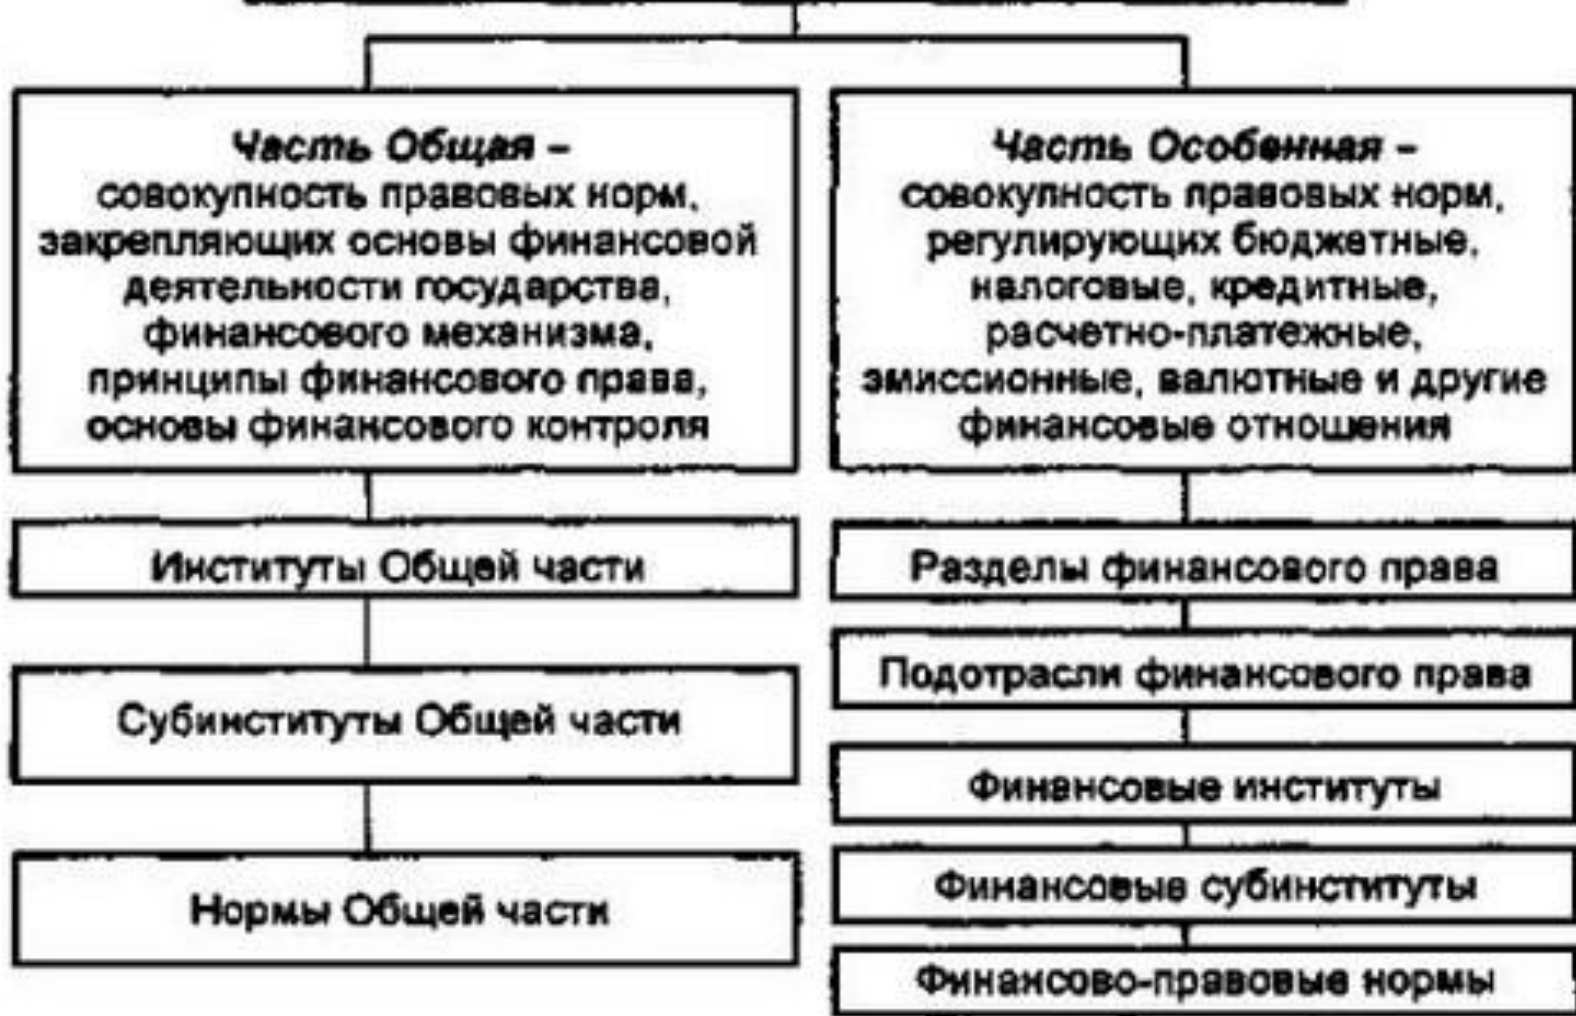 Часть Общая –
совокупность правовых норм,
закрепляющих основы финансовой
деятельности государства,
финансового механизма,
принципы финансового права,
основы финансового контроля
Институты Общей части
Субинституты Общей части
Нормы Общей части
Часть Особенная –
совокупность правовых норм,
регулирующих бюджетные,
налоговые, кредитные,
расчетно-платежные,
эмиссионные, валютные и другие
финансовые отношения
Разделы финансового права
Подотрасли финансового права
Финансовые институты
Финансовые субинституты
Финансово-правовые нормы